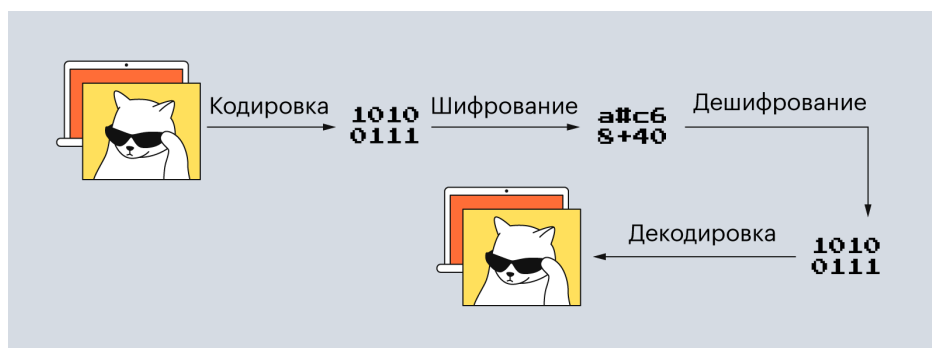 Кодировка
1010
0111
Шифрование
a#c6
8+40
Дешифрование
1010
0111
Декодировка